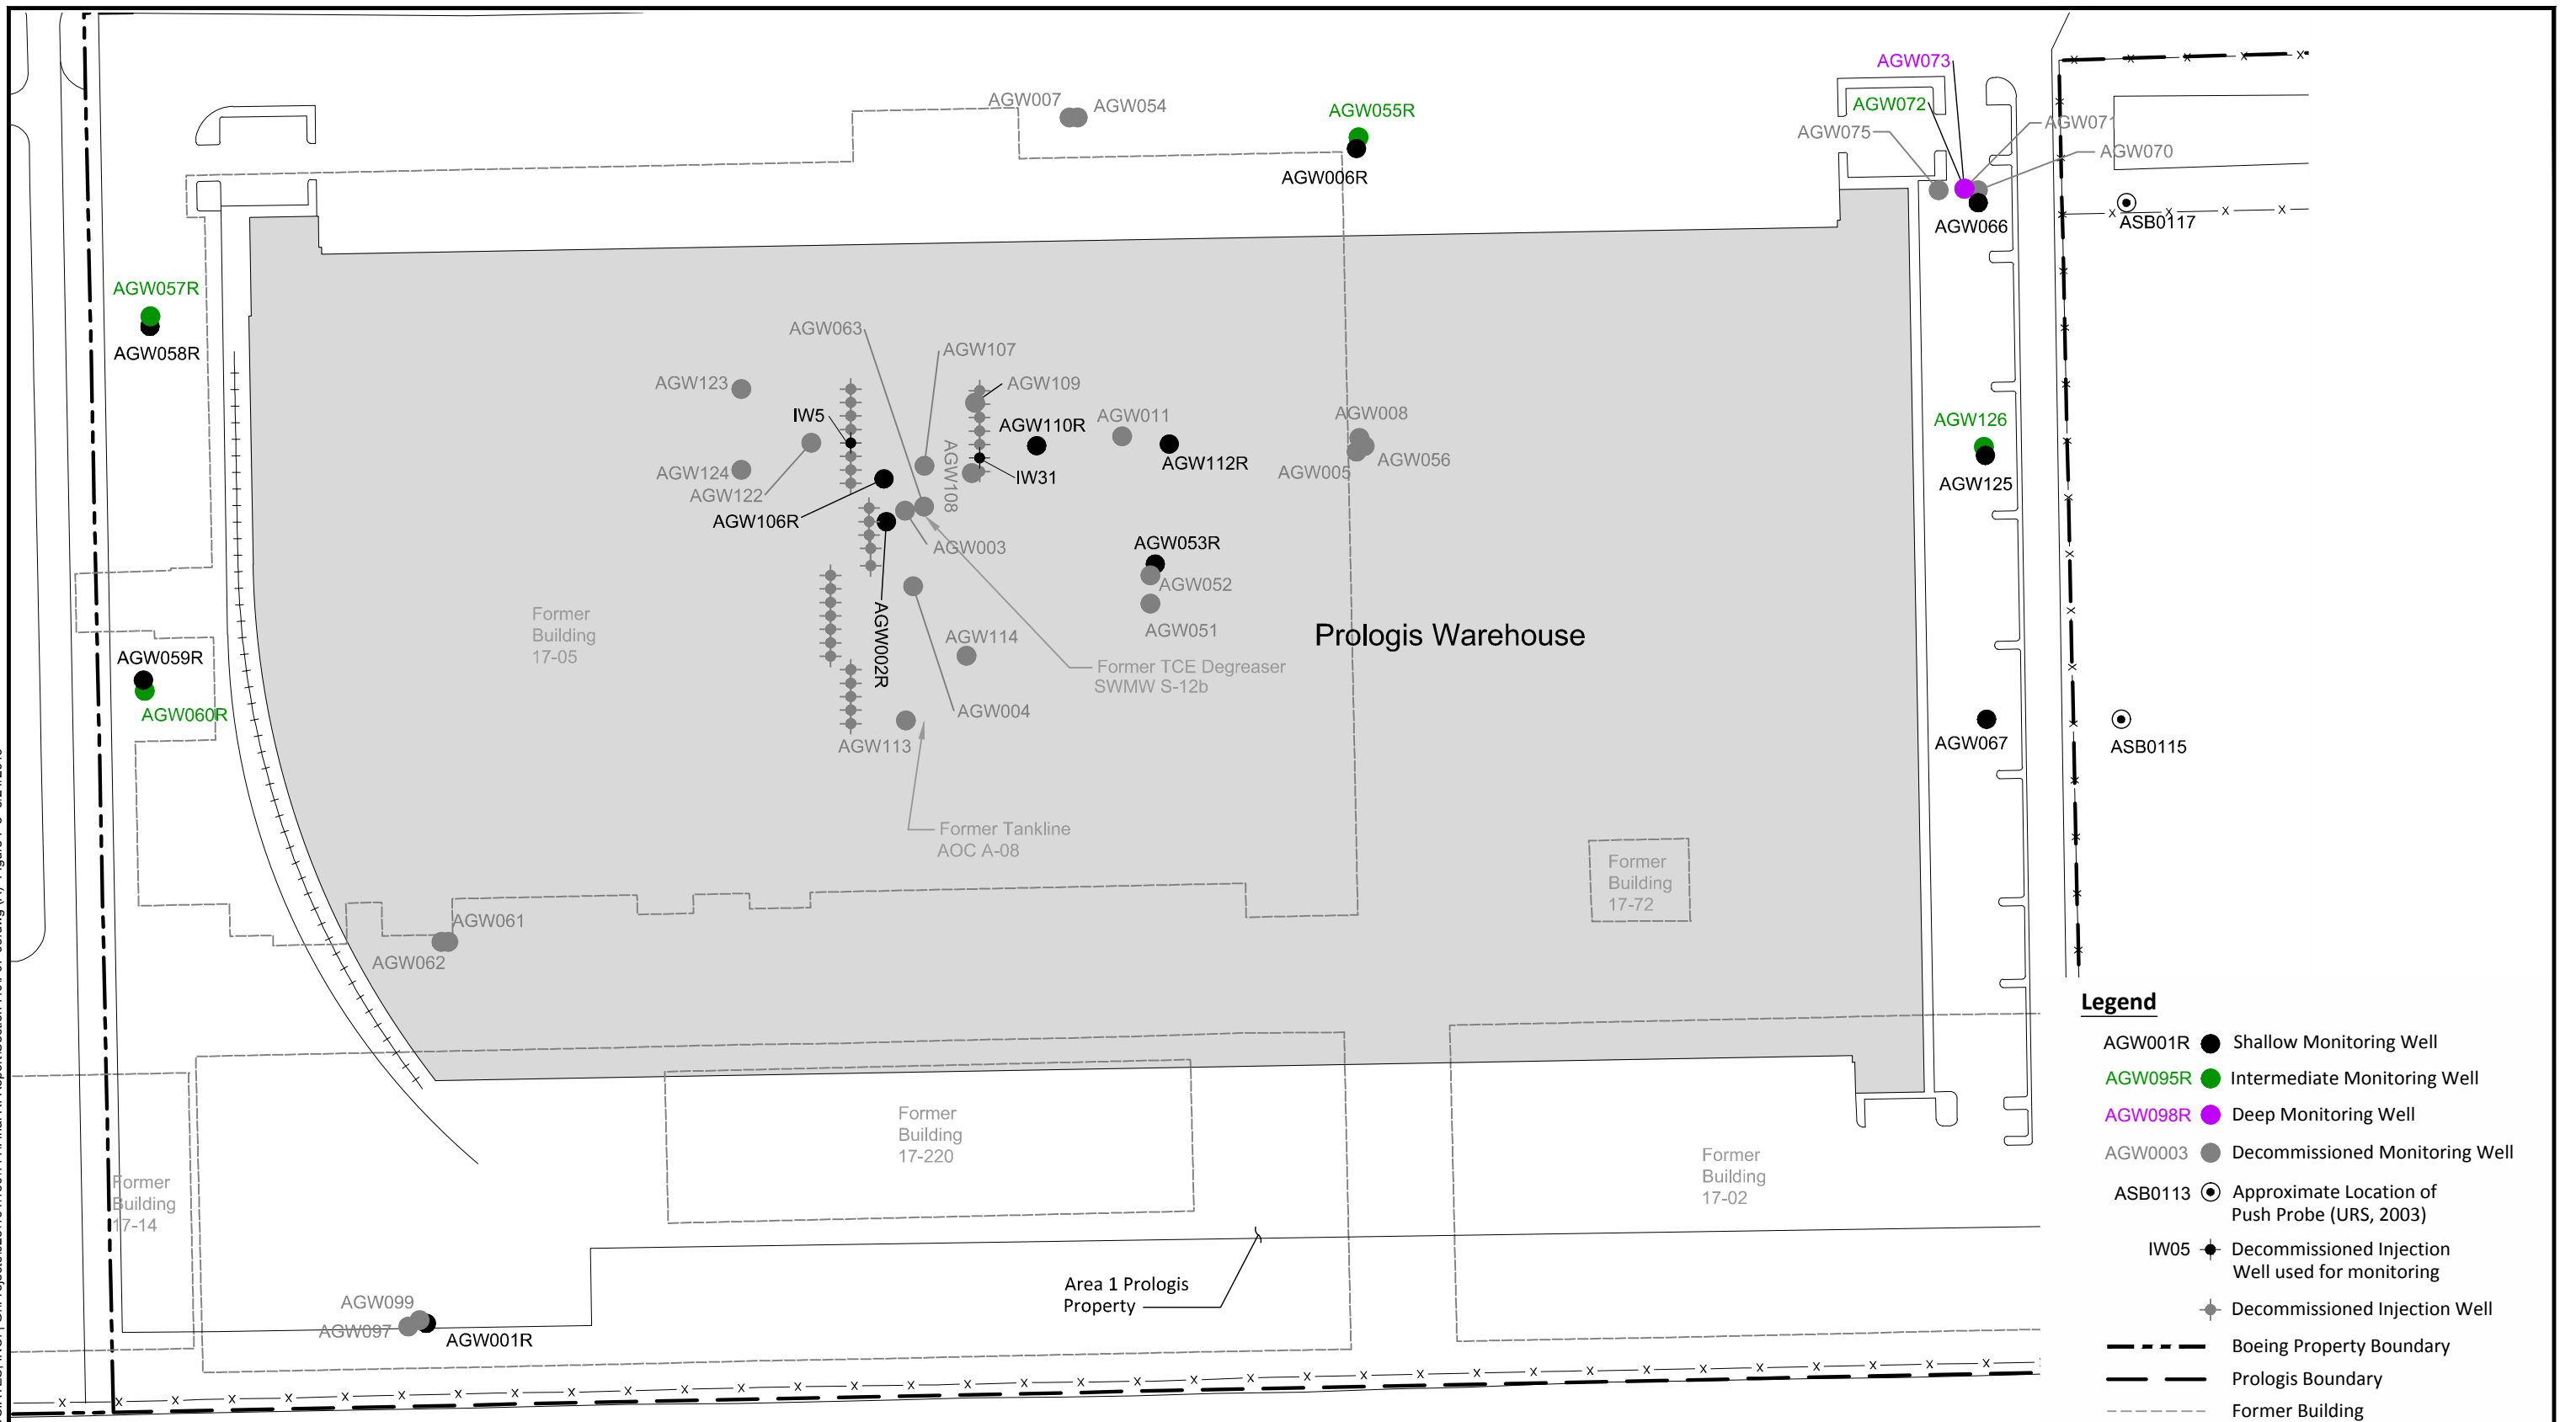 AGW073
AGW072
AGW075
AGW071
AGW070
AGW066
ASB0117
AGW007
AGW054
AGW055R
AGW006R
AGW057R
AGW058R
AGW063
AGW107
AGW123
AGW109
IW5
AGW110R
AGW011
AGW008
AGW126
AGW124
AGW122
AGW108
IW31
AGW112R
AGW005
AGW056
AGW125
AGW106R
AGW003
AGW053R
AGW052
AGW051
Former
Building
17-05
AGW002R
AGW114
Prologis Warehouse
Former TCE Degreaser
SWMW S-12b
AGW059R
AGW060R
AGW004
AGW113
AGW067
ASB0115
Former Tankline
AOC A-08
Former
Building
17-72
AGW061
AGW062
Former
Building
17-220
Former
Building
17-02
Former
Building
17-14
Area 1 Prologis
Property
AGW099
AGW097
AGW001R
Legend
AGW001R Shallow Monitoring Well
AGW095R Intermediate Monitoring Well
AGW098R Deep Monitoring Well
AGW0003 Decommissioned Monitoring Well
ASB0113 Approximate Location of
Push Probe (URS, 2003)
IW05 Decommissioned Injection
Well used for monitoring
Decommissioned Injection Well
Boeing Property Boundary
Prologis Boundary
Former Building